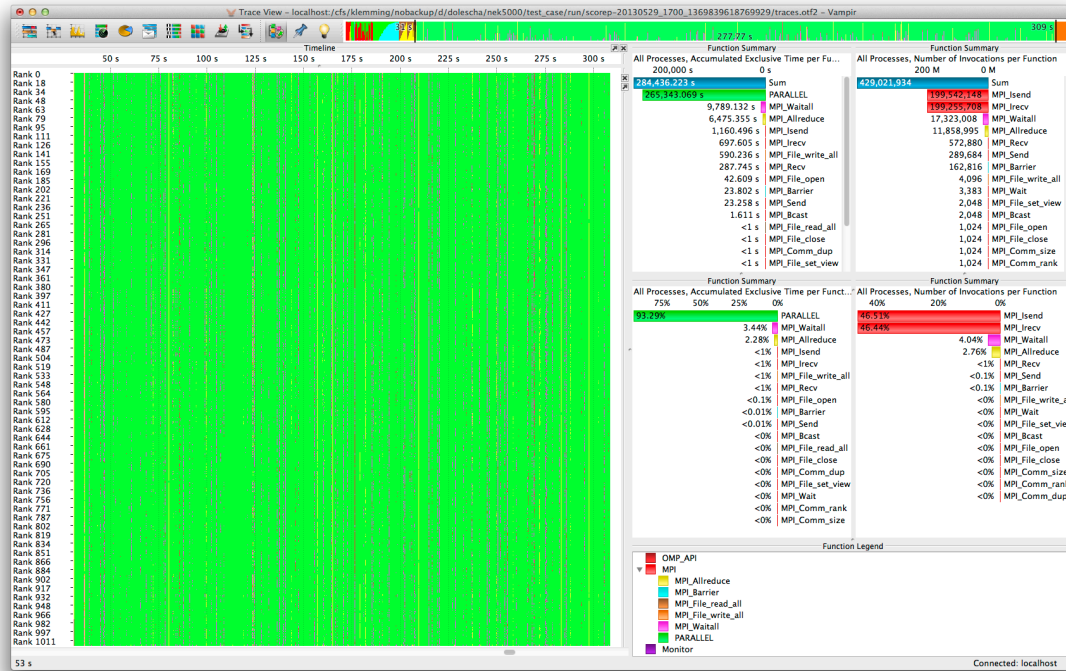 Trace View - localhost:/cfs/klemming/nobackup/d/dolescha/nek5000/test_case/run/scorep-20130529_1700_1369839618769929/traces.otf2 - Vampir
277.77 s
309 s
Timeline
50 s 100 s 150 s 200 s 250 s 300 s
Rank 0
Rank 18
Rank 34
Rank 48
Rank 63
Rank 79
Rank 95
Rank 111
Rank 126
Rank 141
Rank 155
Rank 169
Rank 185
Rank 202
Rank 221
Rank 236
Rank 251
Rank 265
Rank 281
Rank 296
Rank 314
Rank 331
Rank 347
Rank 361
Rank 380
Rank 397
Rank 411
Rank 427
Rank 442
Rank 457
Rank 473
Rank 487
Rank 504
Rank 519
Rank 533
Rank 548
Rank 564
Rank 580
Rank 595
Rank 612
Rank 628
Rank 644
Rank 661
Rank 675
Rank 690
Rank 705
Rank 720
Rank 736
Rank 756
Rank 771
Rank 787
Rank 802
Rank 819
Rank 834
Rank 851
Rank 866
Rank 884
Rank 902
Rank 917
Rank 932
Rank 948
Rank 966
Rank 982
Rank 997
Rank 1011
Function Summary
All Processes, Accumulated Exclusive Time per Fu...
200,000 s 0 s
284,436.223 s Sum
265,343.069 s PARALLEL
9,789.132 s MPI_Waitall
6,475.355 s MPI_Allreduce
1,160.496 s MPI_Isend
697.605 s MPI_Irecv
590.236 s MPI_File_write_all
287.745 s MPI_Recv
42.609 s MPI_File_open
23.802 s MPI_Barrier
23.258 s MPI_Send
1.611 s MPI_Bcast
<1 s MPI_File_read_all
<1 s MPI_File_close
<1 s MPI_Comm_dup
<1 s MPI_File_set_view
Function Summary
All Processes, Number of Invocations per Function
200 M 0 M
429,021,934 Sum
199,542,148 MPI_Isend
199,255,708 MPI_Irecv
17,323,008 MPI_Waitall
11,858,995 MPI_Allreduce
572,880 MPI_Recv
289,684 MPI_Send
162,816 MPI_Barrier
4,096 MPI_File_write_all
3,383 MPI_Wait
2,048 MPI_File_set_view
2,048 MPI_Bcast
1,024 MPI_File_open
1,024 MPI_File_close
1,024 MPI_Comm_size
1,024 MPI_Comm_rank
Function Summary
All Processes, Accumulated Exclusive Time per Funct...
75% 50% 25% 0%
93.29% PARALLEL
3.44% MPI_Waitall
2.28% MPI_Allreduce
<1% MPI_Isend
<1% MPI_Irecv
<1% MPI_File_write_all
<1% MPI_Recv
<0.1% MPI_File_open
<0.01% MPI_Barrier
<0.01% MPI_Send
<0% MPI_Bcast
<0% MPI_File_read_all
<0% MPI_File_close
<0% MPI_Comm_dup
<0% MPI_File_set_view
<0% MPI_Wait
<0% MPI_Comm_rank
<0% MPI_Comm_size
Function Summary
All Processes, Number of Invocations per Function
40% 20% 0%
46.51% MPI_Isend
46.44% MPI_Irecv
4.04% MPI_Waitall
2.76% MPI_Allreduce
<1% MPI_Recv
<0.1% MPI_Send
<0.1% MPI_Barrier
<0% MPI_File_write_a
<0% MPI_Wait
<0% MPI_File_set_vie
<0% MPI_Bcast
<0% MPI_File_open
<0% MPI_File_close
<0% MPI_Comm_size
<0% MPI_Comm_rank
<0% MPI_Comm_dup
Function Legend
OMP_API
MPI
MPI_Allreduce
MPI_Barrier
MPI_File_read_all
MPI_File_write_all
MPI_Waitall
PARALLEL
Monitor
53 s
Connected: localhost